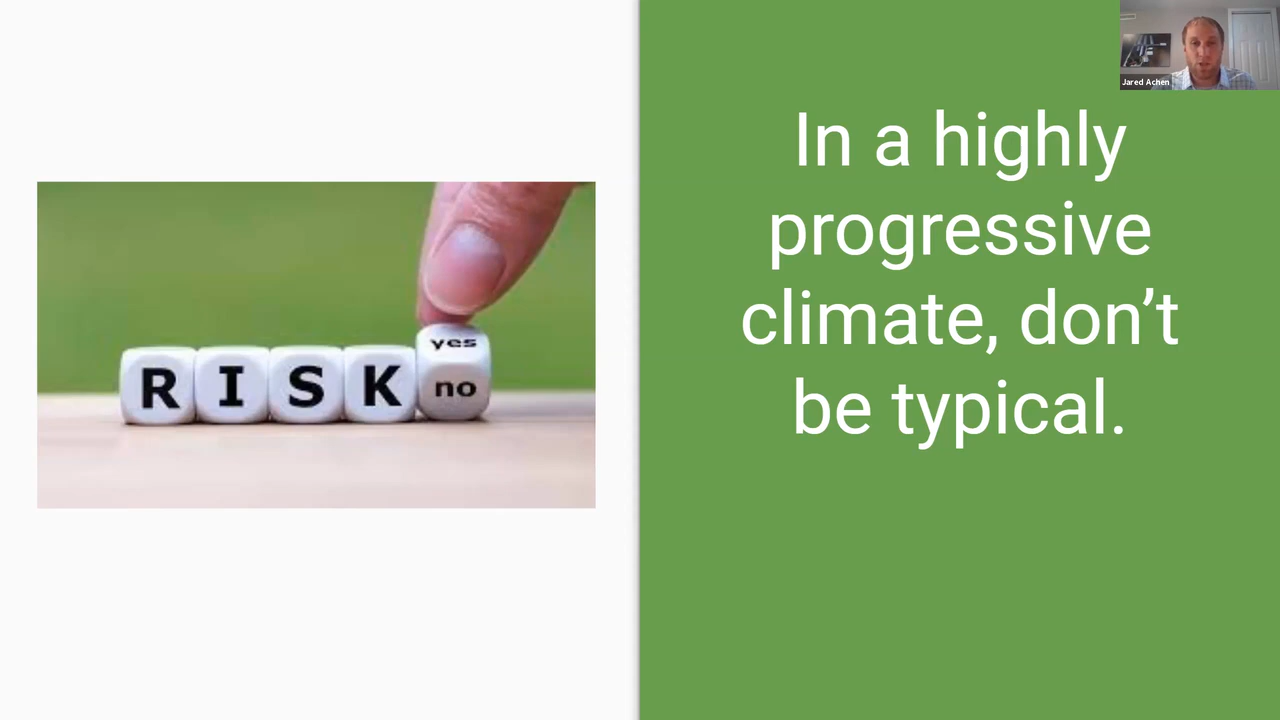 Jared Achen
In a highly
progressive
climate, don’t
be typical.
yes
RISK no